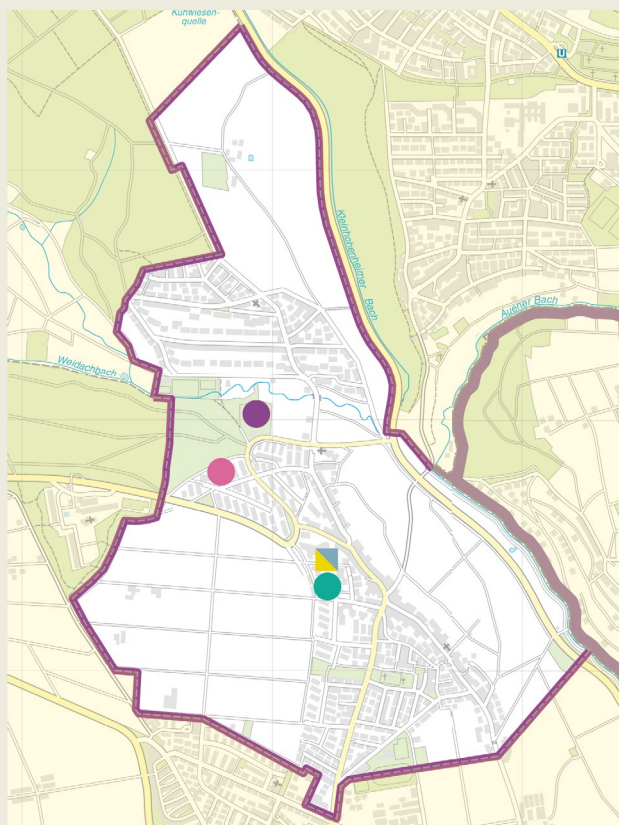 Kuhwiesen-
quelle
U
Kleinhohenheimer Bach
Auener Bach
Weidachbach